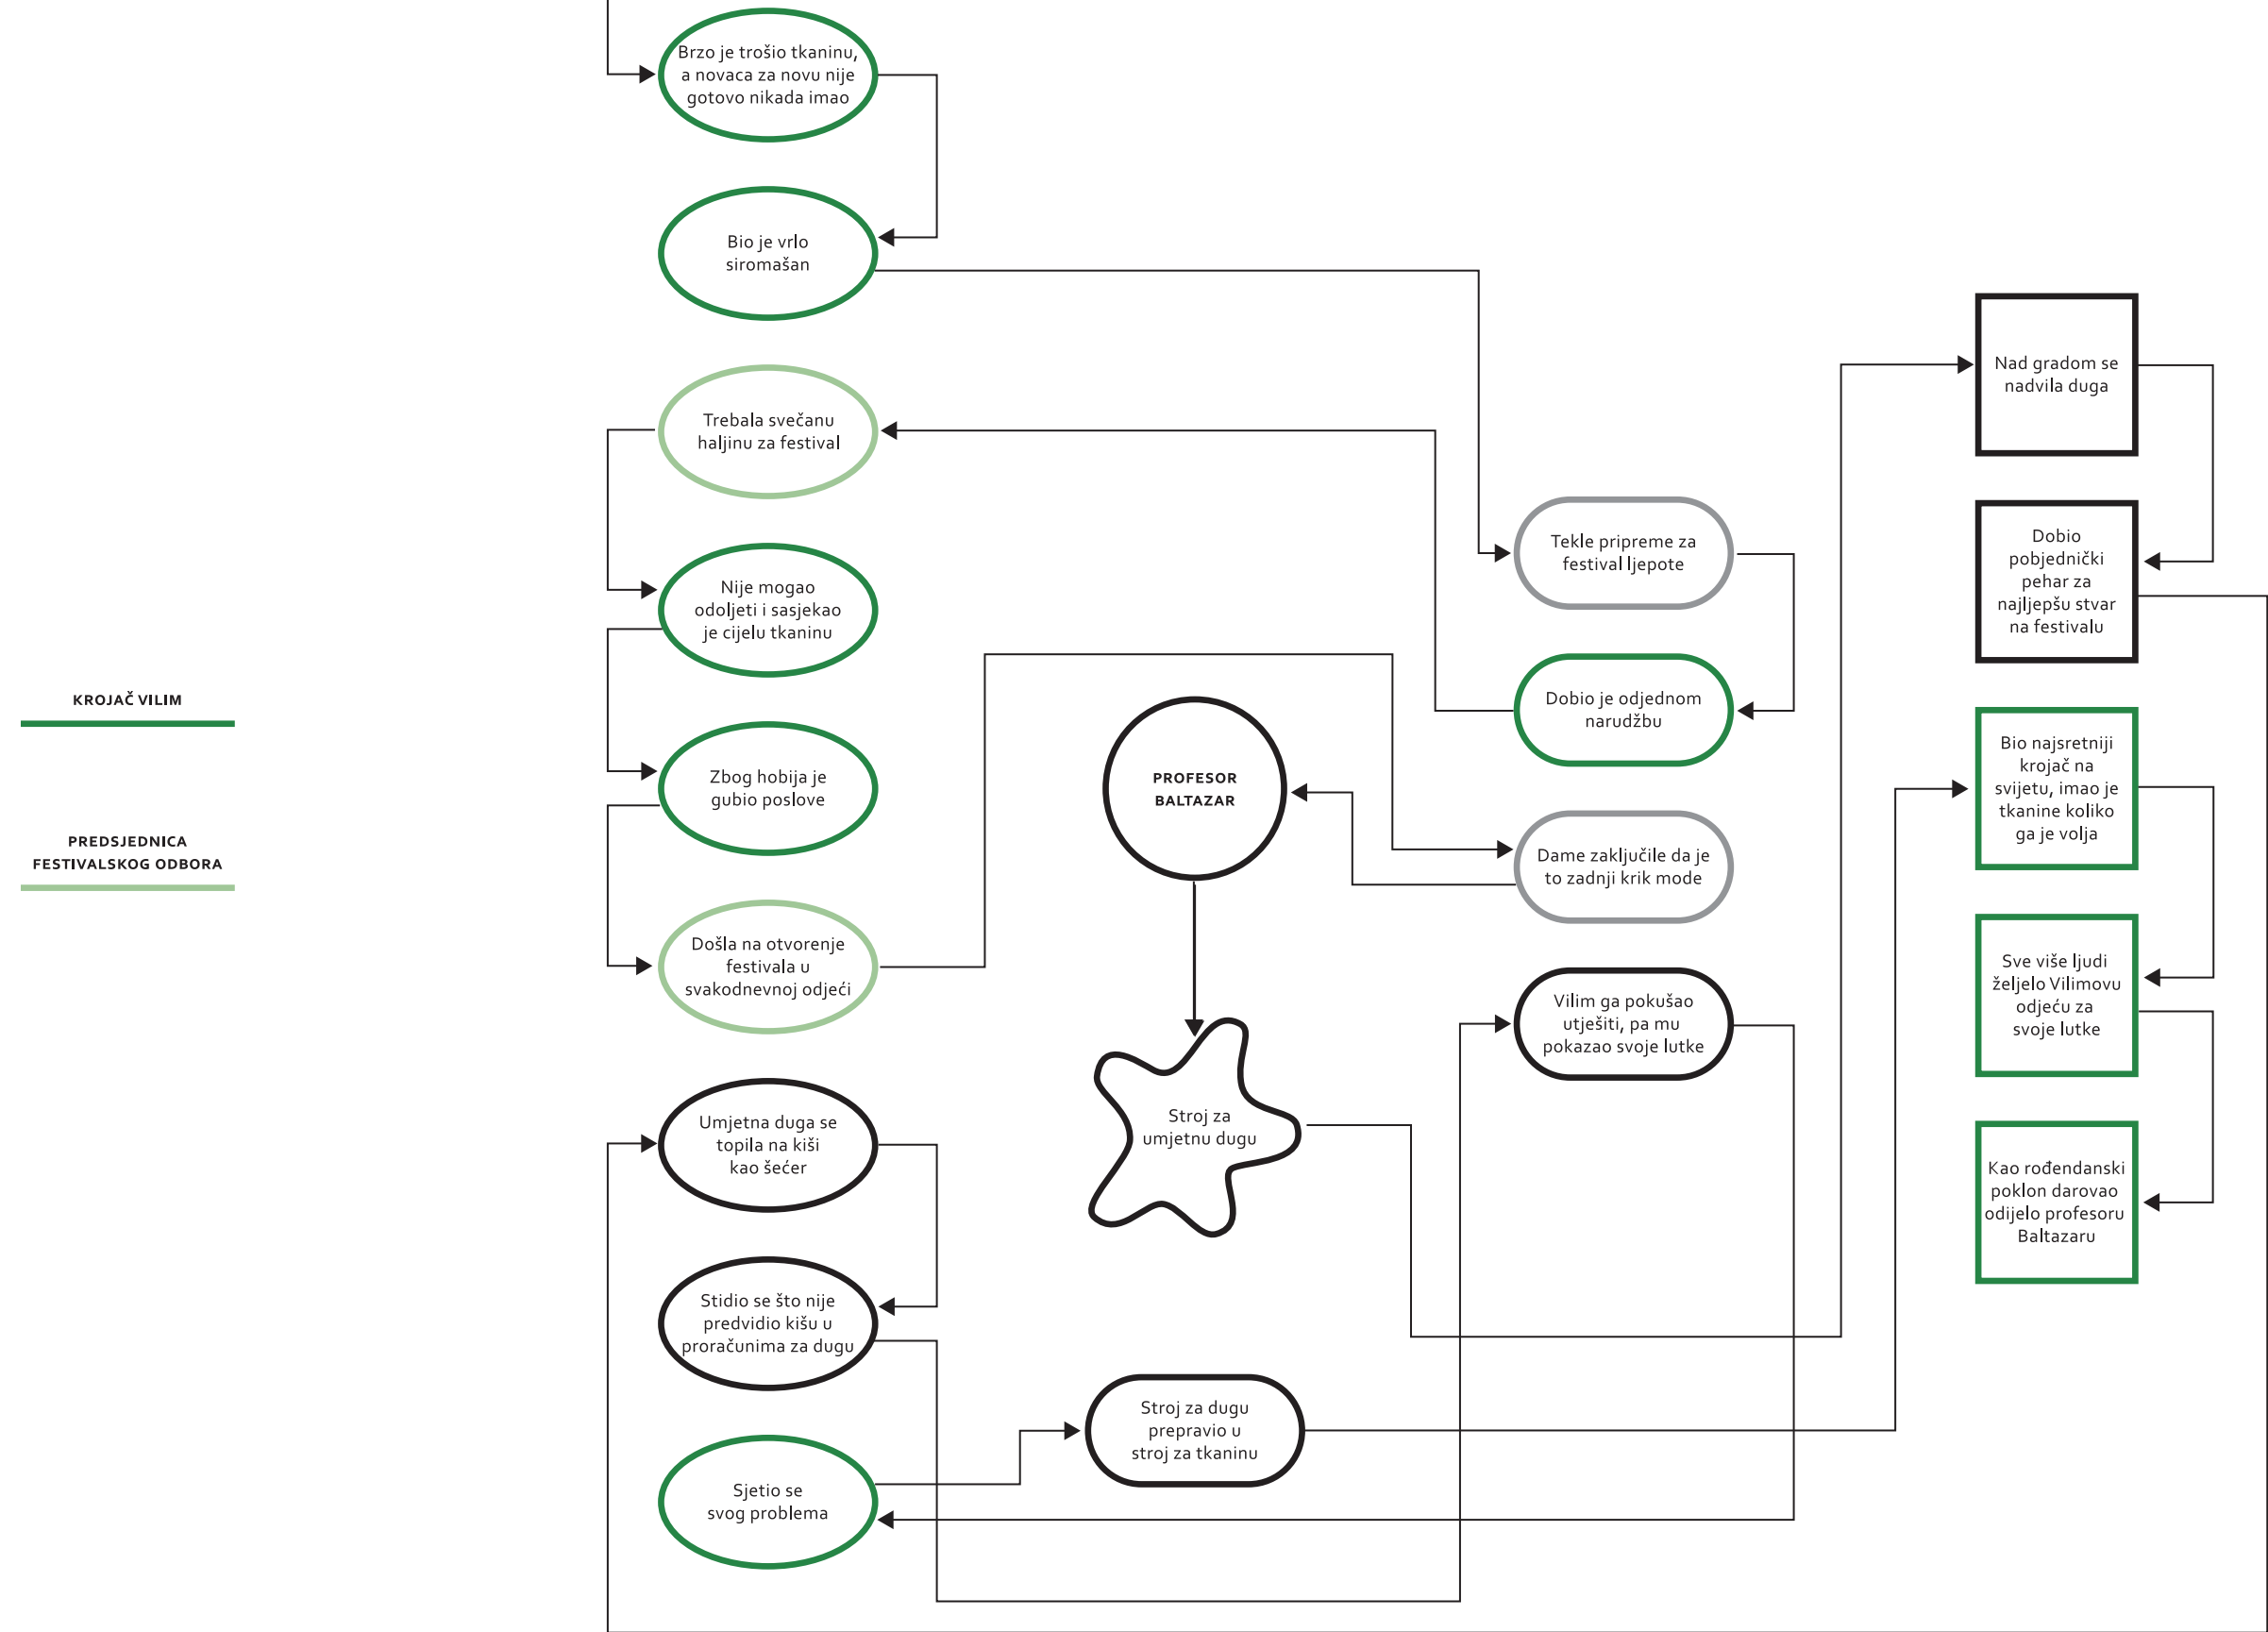 Brzo je trošio tkaninu,
a novaca za novu nije
gotovo nikada imao
Bio je vrlo
siromašan
Trebala svečanu
haljinu za festival
Nije mogao
odoljeti i sasjekao
je cijelu tkaninu
Zbog hobija je
gubio poslove
Došla na otvorenje
festivala u
svakodnevnoj odjeći
Umjetna duga se
topila na kiši
kao šećer
Stidio se što nije
predvidio kišu u
proračunima za dugu
Sjetio se
svog problema
KROJAČ VILIM
PREDSJEDNICA
FESTIVALSKOG ODBORA
PROFESOR
BALTAZAR
Stroj za
umjetnu dugu
Stroj za dugu
prepravio u
stroj za tkaninu
Tekle pripreme za
festival ljepote
Dobio je odjednom
narudžbu
Dame zaključile da je
to zadnji krik mode
Vilim ga pokušao
utješiti, pa mu
pokazao svoje lutke
Nad gradom se
nadvila duga
Dobio
pobjednički
pehar za
najljepšu stvar
na festivalu
Bio najsretniji
krojač na
svijetu, imao je
tkanine koliko
ga je volja
Sve više ljudi
željelo Vilimovu
odjeću za
svoje lutke
Kao rođendanski
poklon darovao
odijelo profesoru
Baltazaru